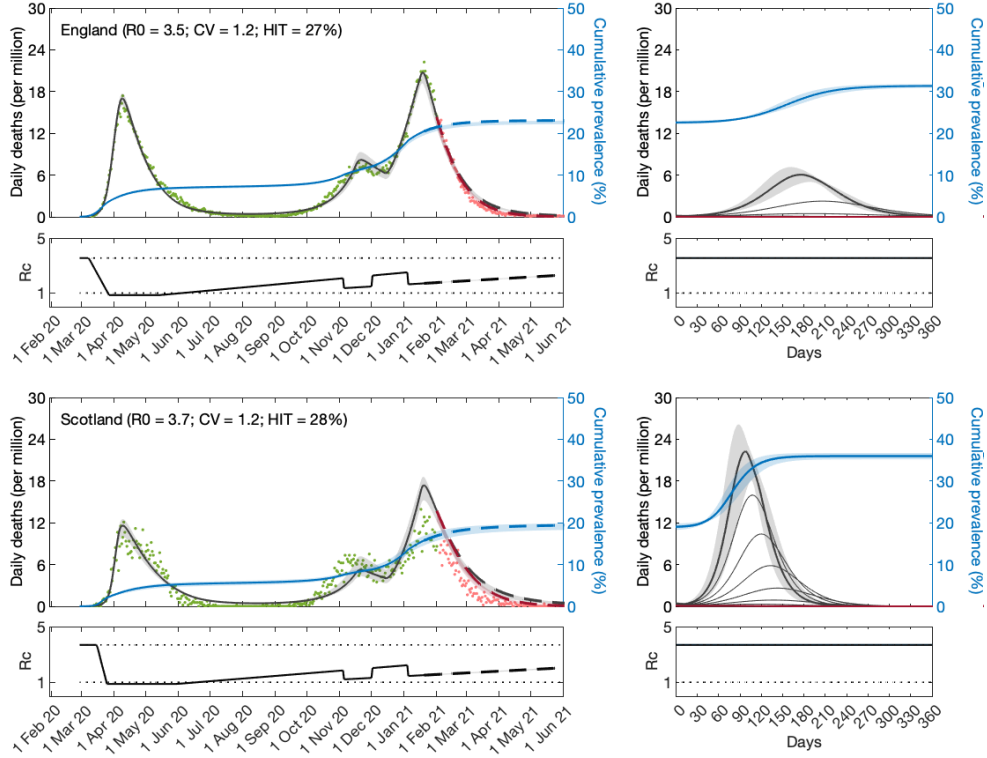 England (R0 = 3.5; CV = 1.2; HIT = 27%)
Daily deaths (per million)
30
24
18
12
6
0
Cumulative prevalence (%)
50
40
30
20
10
0
Daily deaths (per million)
30
24
18
12
6
0
Cumulative prevalence (%)
50
40
30
20
10
0
Rc
5
1
1 Feb 20
1 Mar 20
1 Apr 20
1 May 20
1 Jun 20
1 Jul 20
1 Aug 20
1 Sep 20
1 Oct 20
1 Nov 20
1 Dec 20
1 Jan 21
1 Feb 21
1 Mar 21
1 Apr 21
1 May 21
1 Jun 21
Rc
5
1
0
30
60
90
120
150
180
210
240
270
300
330
360
Days
Scotland (R0 = 3.7; CV = 1.2; HIT = 28%)
Daily deaths (per million)
30
24
18
12
6
0
Cumulative prevalence (%)
50
40
30
20
10
0
Daily deaths (per million)
30
24
18
12
6
0
Cumulative prevalence (%)
50
40
30
20
10
0
Rc
5
1
1 Feb 20
1 Mar 20
1 Apr 20
1 May 20
1 Jun 20
1 Jul 20
1 Aug 20
1 Sep 20
1 Oct 20
1 Nov 20
1 Dec 20
1 Jan 21
1 Feb 21
1 Mar 21
1 Apr 21
1 May 21
1 Jun 21
Rc
5
1
0
30
60
90
120
150
180
210
240
270
300
330
360
Days